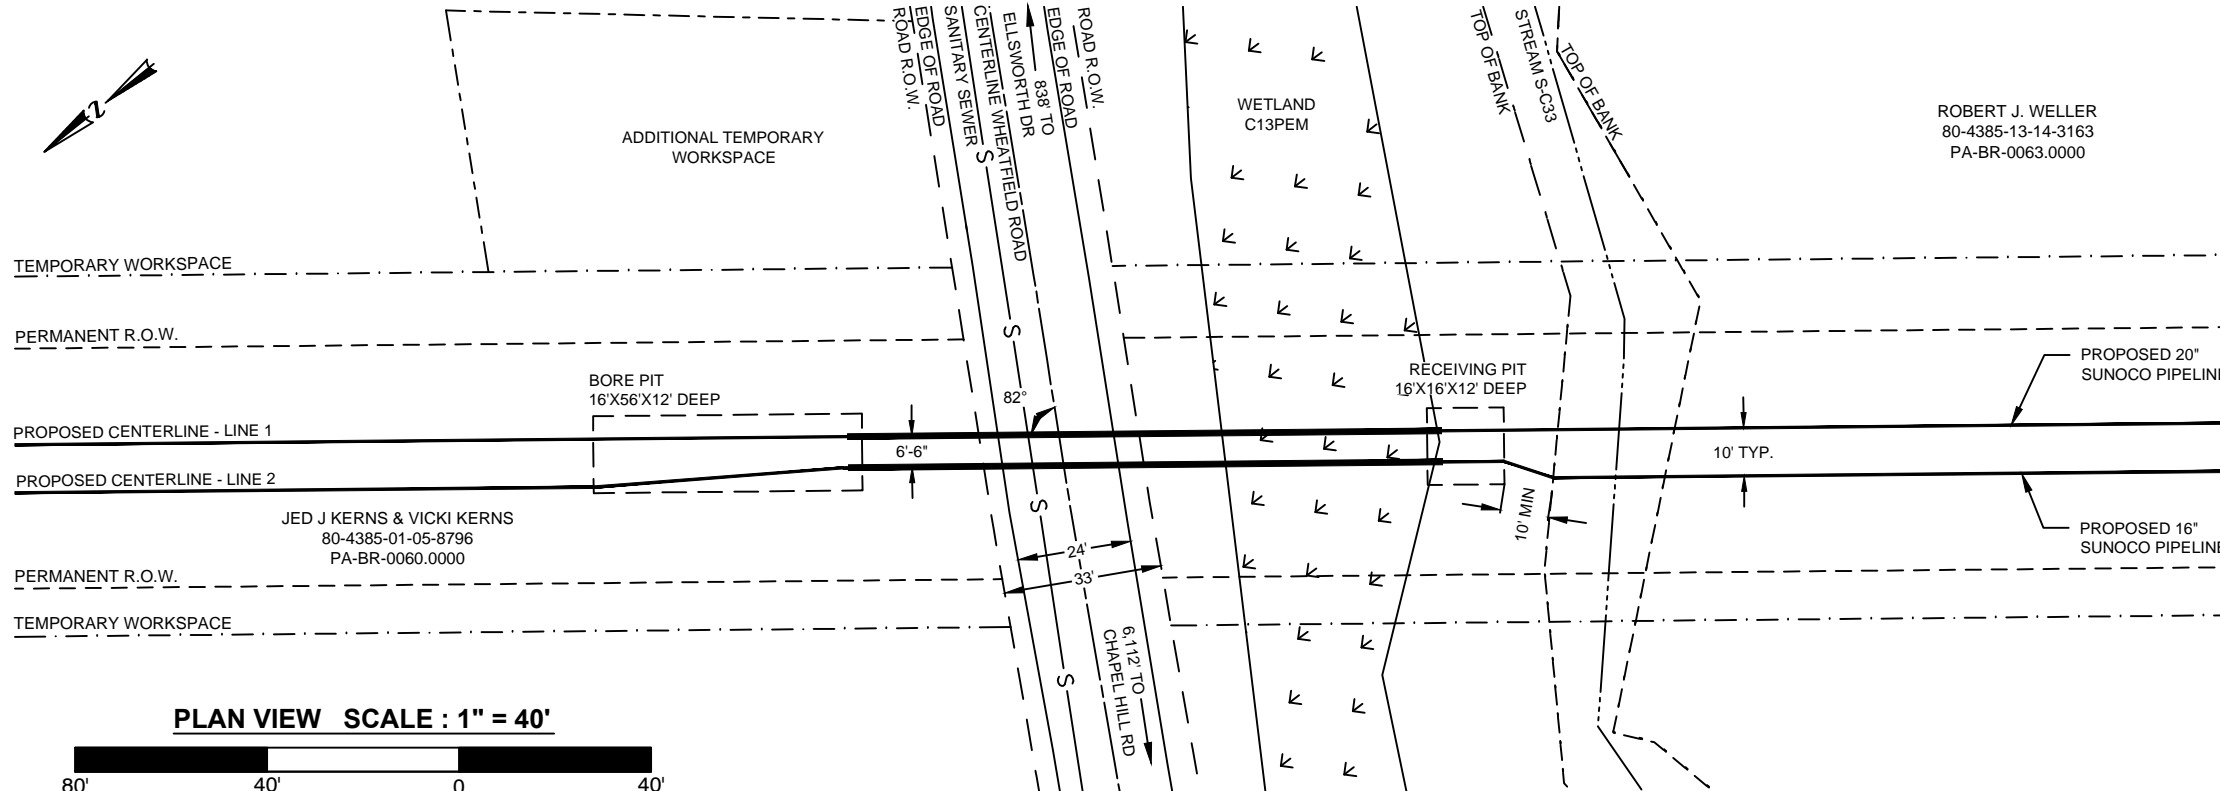 ROAD R.O.W.
EDGE OF ROAD
SANITARY SEWER
CENTERLINE WHEATFIELD ROAD
838' TO
ELLSWORTH DR
EDGE OF ROAD
ROAD R.O.W.
TOP OF BANK
STREAM S-C33
TOP OF BANK
N
ADDITIONAL TEMPORARY
WORKSPACE
WETLAND
C13PEM
ROBERT J. WELLER
80-4385-13-14-3163
PA-BR-0063.0000
S
TEMPORARY WORKSPACE
PERMANENT R.O.W.
S
BORE PIT
16'X56'X12' DEEP
82°
RECEIVING PIT
16'X16'X12' DEEP
PROPOSED 20"
SUNOCO PIPELINE
PROPOSED CENTERLINE - LINE 1
6'-6"
10' TYP.
PROPOSED CENTERLINE - LINE 2
S
10' MIN
JED J KERNS & VICKI KERNS
80-4385-01-05-8796
PA-BR-0060.0000
PROPOSED 16"
SUNOCO PIPELINE
24'
33'
PERMANENT R.O.W.
TEMPORARY WORKSPACE
S
6,112' TO
CHAPEL HILL RD
PLAN VIEW SCALE : 1" = 40'
80' 40' 0 40'